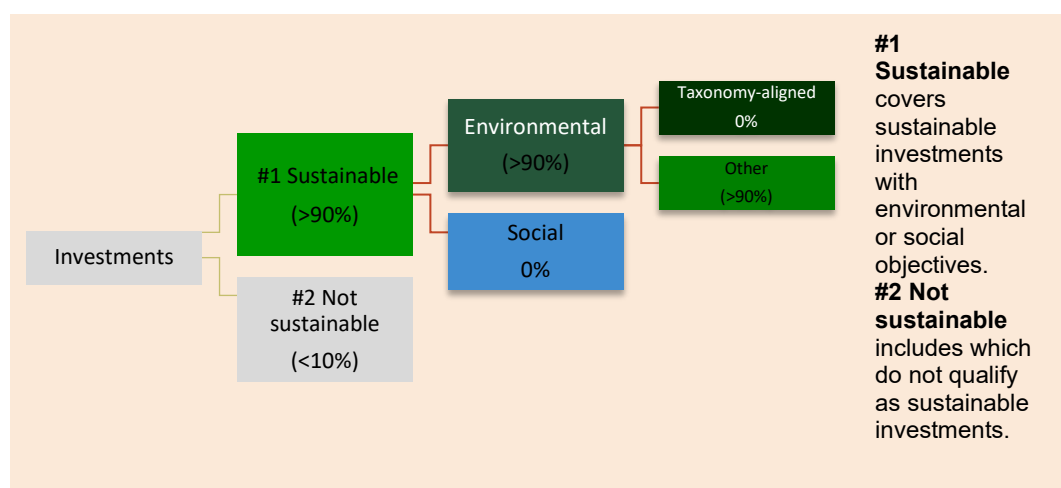 Investments
#1 Sustainable
(>90%)
#2 Not
sustainable
(<10%)
Environmental
(>90%)
Social
0%
Taxonomy-aligned
0%
Other
(>90%)
#1
Sustainable
covers
sustainable
investments
with
environmental
or social
objectives.
#2 Not
sustainable
includes which
do not qualify
as sustainable
investments.